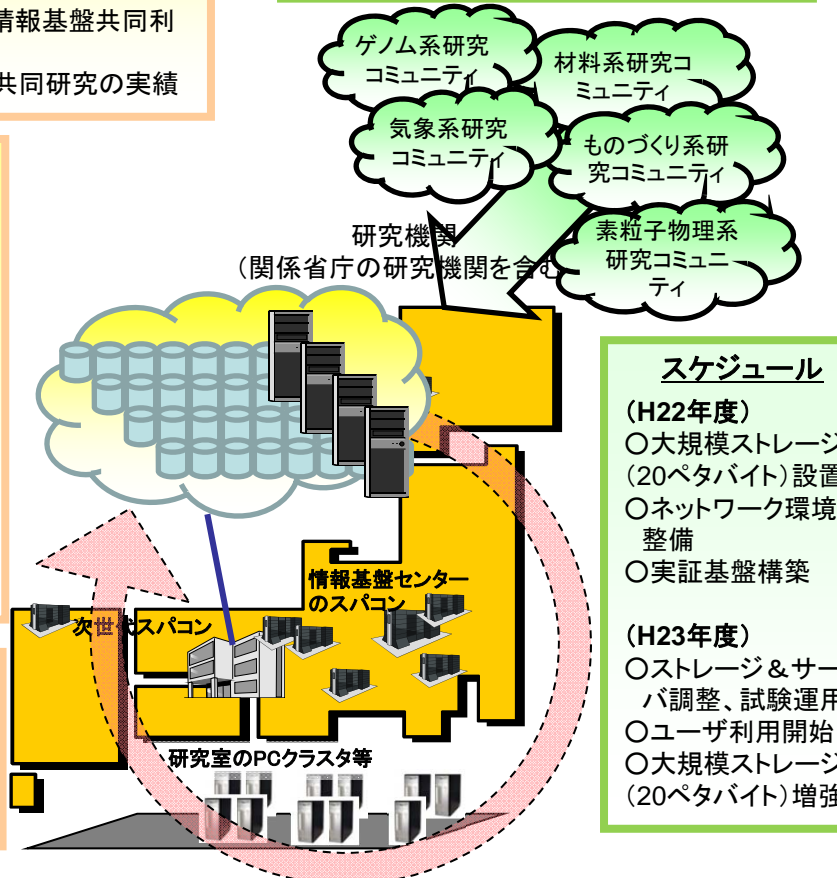 情報基盤共同利
共同研究の実績
ゲノム系研究
コミュニティ
材料系研究コ
ミュニティ
気象系研究
コミュニティ
ものづくり系研
究コミュニティ
素粒子物理系
研究コミュニ
ティ
研究機関
（関係省庁の研究機関を含む
情報基盤センター
のスパコン
次世代スパコン
研究室のPCクラスタ等
スケジュール
（H22年度）
○大規模ストレージ
（20ペタバイト）設置
○ネットワーク環境
整備
○実証基盤構築
（H23年度）
○ストレージ＆サー
バ調整、試験運用
○ユーザ利用開始
○大規模ストレージ
（20ペタバイト）増強